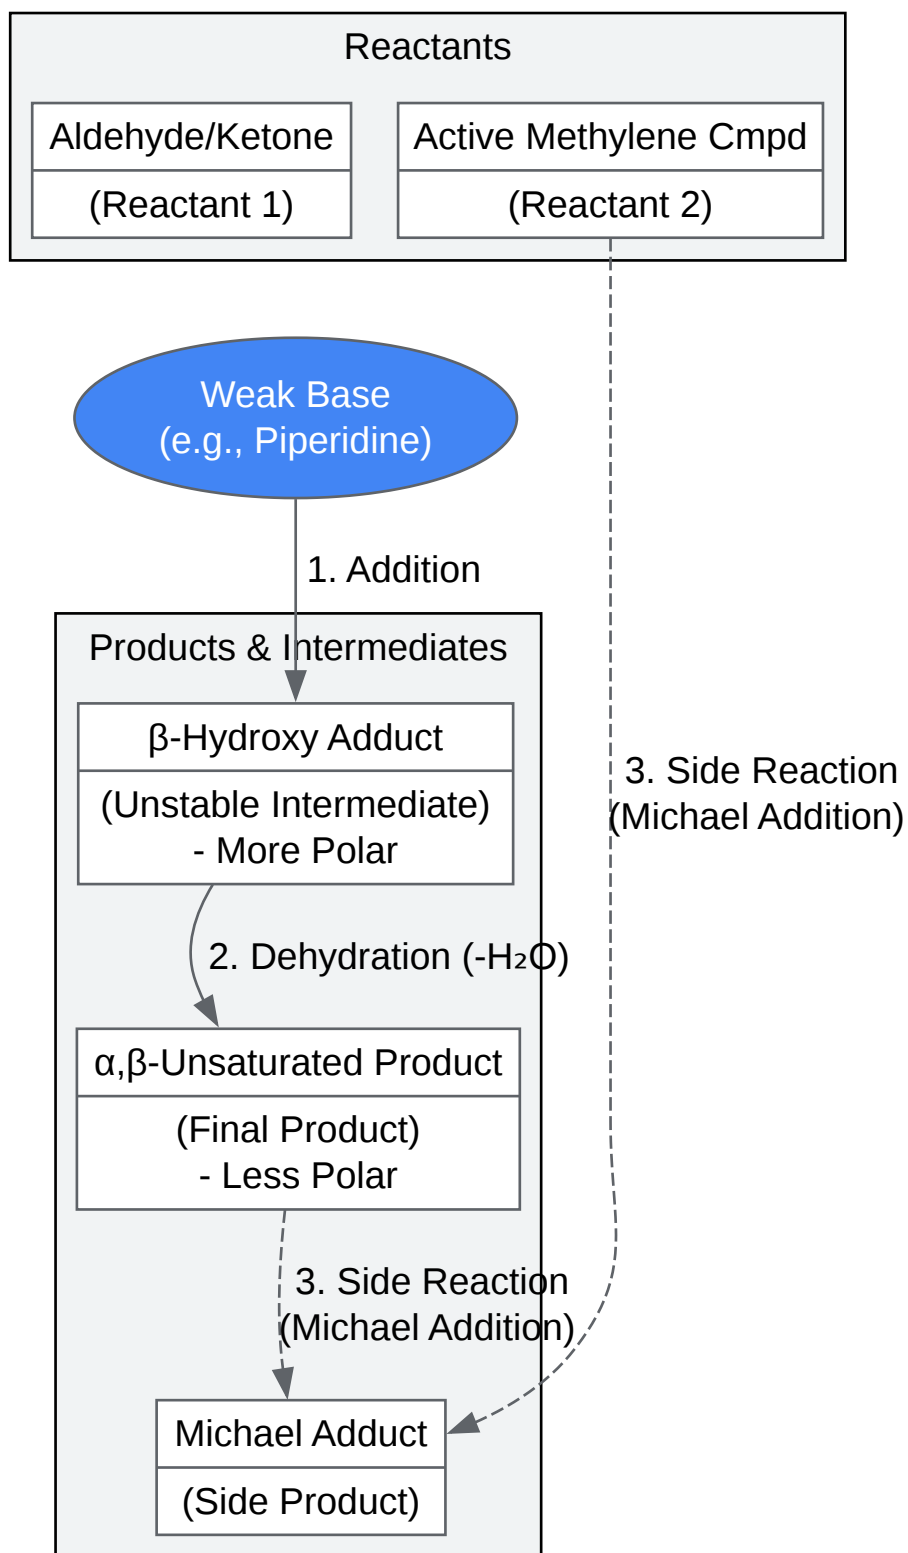 Reactants
Aldehyde/Ketone
(Reactant 1)
Active Methylene Cmpd
(Reactant 2)
Weak Base
(e.g., Piperidine)
1. Addition
Products & Intermediates
β-Hydroxy Adduct
(Unstable Intermediate)
- More Polar
3. Side Reaction
(Michael Addition)
2. Dehydration (-H₂O)
α,β-Unsaturated Product
(Final Product)
- Less Polar
3. Side Reaction
(Michael Addition)
Michael Adduct
(Side Product)